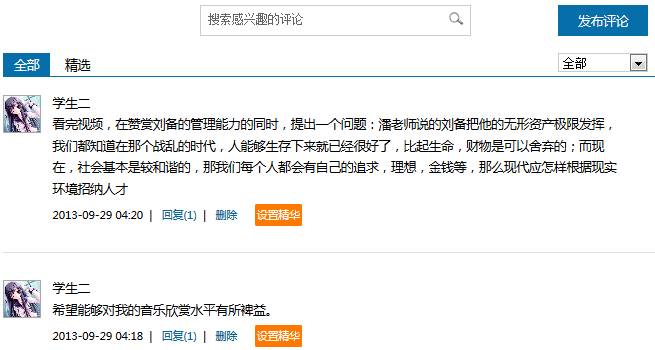 搜索感兴趣的评论
发布评论
全部 精选 全部
学生二
看完视频，在赞赏刘备的管理能力的同时，提出一个问题：潘老师说的刘备把他的无形资产极限发挥，
我们都知道在那个战乱的时代，人能够生存下来就已经很好了，比起生命，财物是可以舍弃的；而现
在，社会基本是较和谐的，那我们每个人都会有自己的追求，理想，金钱等，那么现代应怎样根据现实
环境招纳人才
2013-09-29 04:20 | 回复(1) | 删除 设置精华
学生二
希望能够对我的音乐欣赏水平有所裨益。
2013-09-29 04:18 | 回复(1) | 删除 设置精华